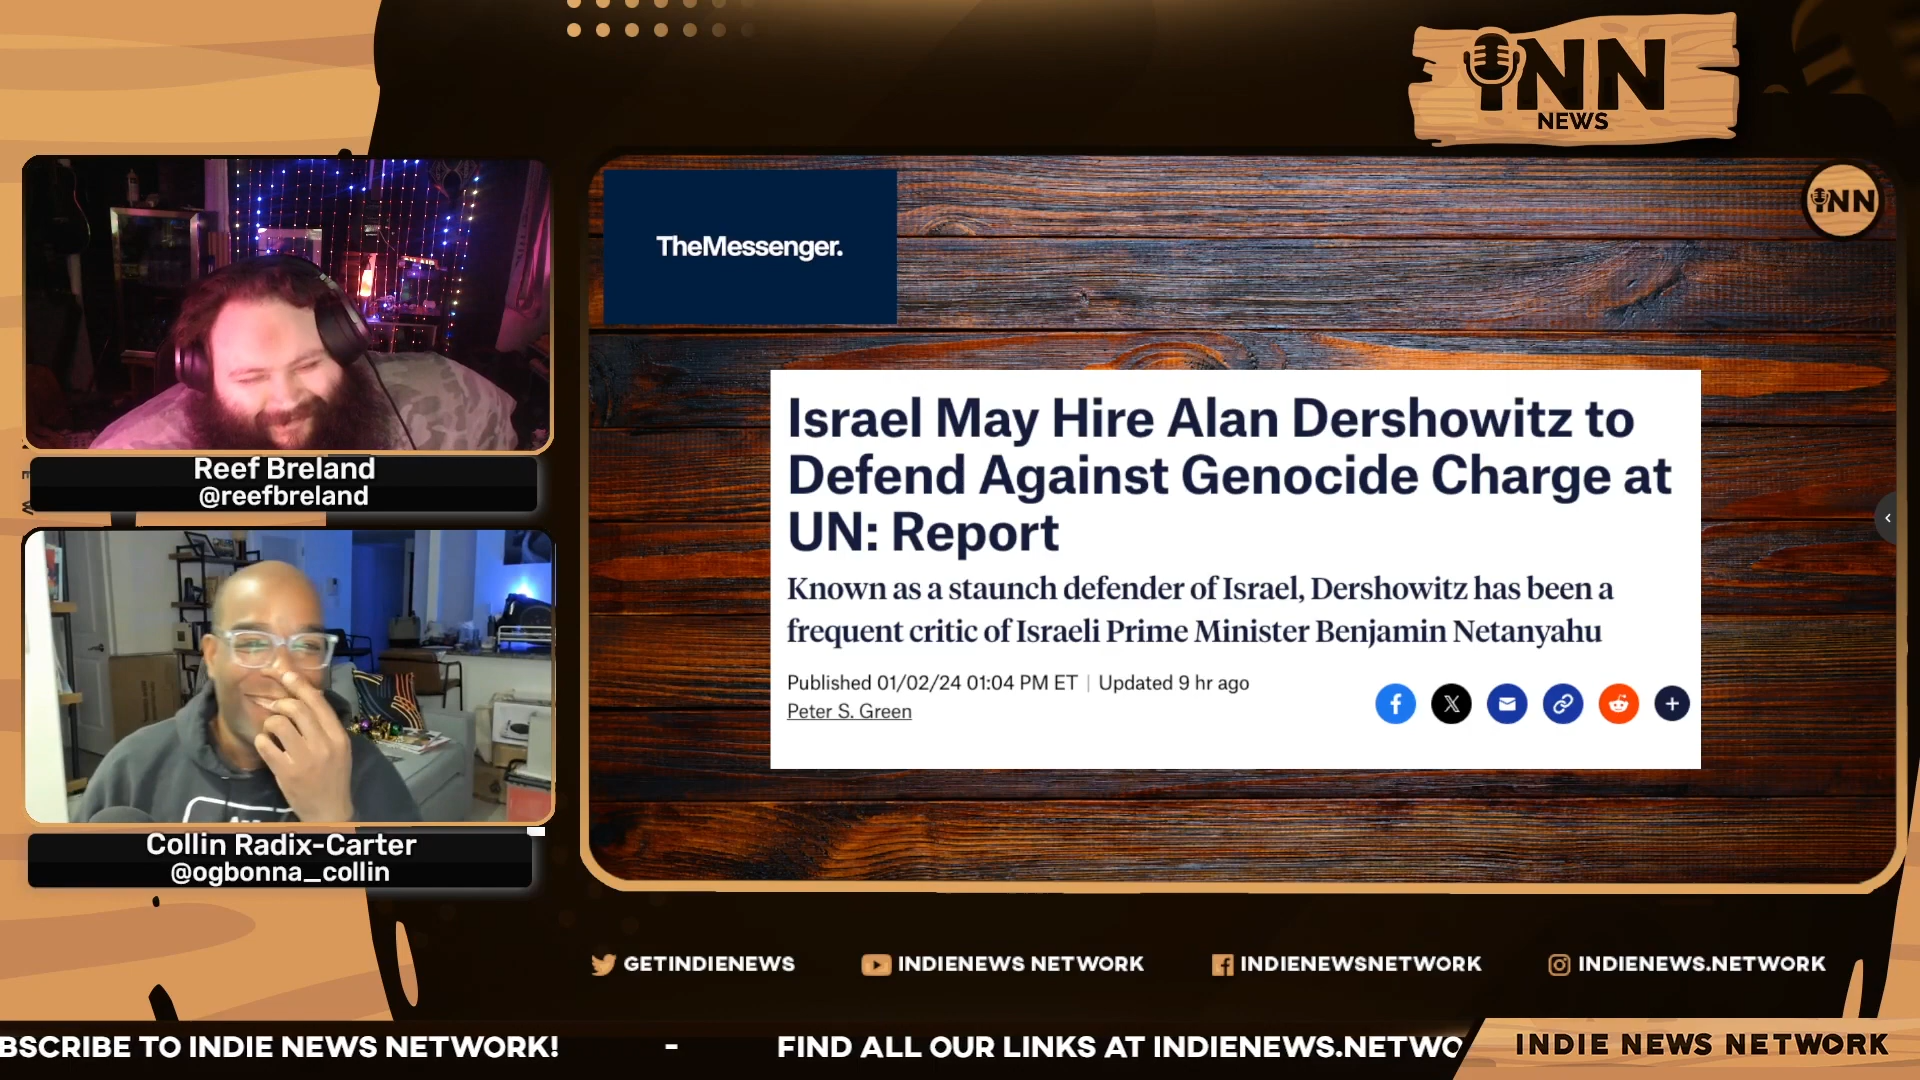 INN
NEWS
INN
TheMessenger.
Israel May Hire Alan Dershowitz to
Defend Against Genocide Charge at
UN: Report
Known as a staunch defender of Israel, Dershowitz has been a
frequent critic of Israeli Prime Minister Benjamin Netanyahu
Published 01/02/24 01:04 PM ET | Updated 9 hr ago
Peter S. Green
Reef Breland
@reefbreland
Collin Radix-Carter
@ogbonna_collin
GETINDIENEWS
INDIENEWS NETWORK
INDIENEWSNETWORK
INDIENEWS.NETWORK
BSCRIBE TO INDIE NEWS NETWORK! - FIND ALL OUR LINKS AT INDIENEWS.NETWO
INDIE NEWS NETWORK